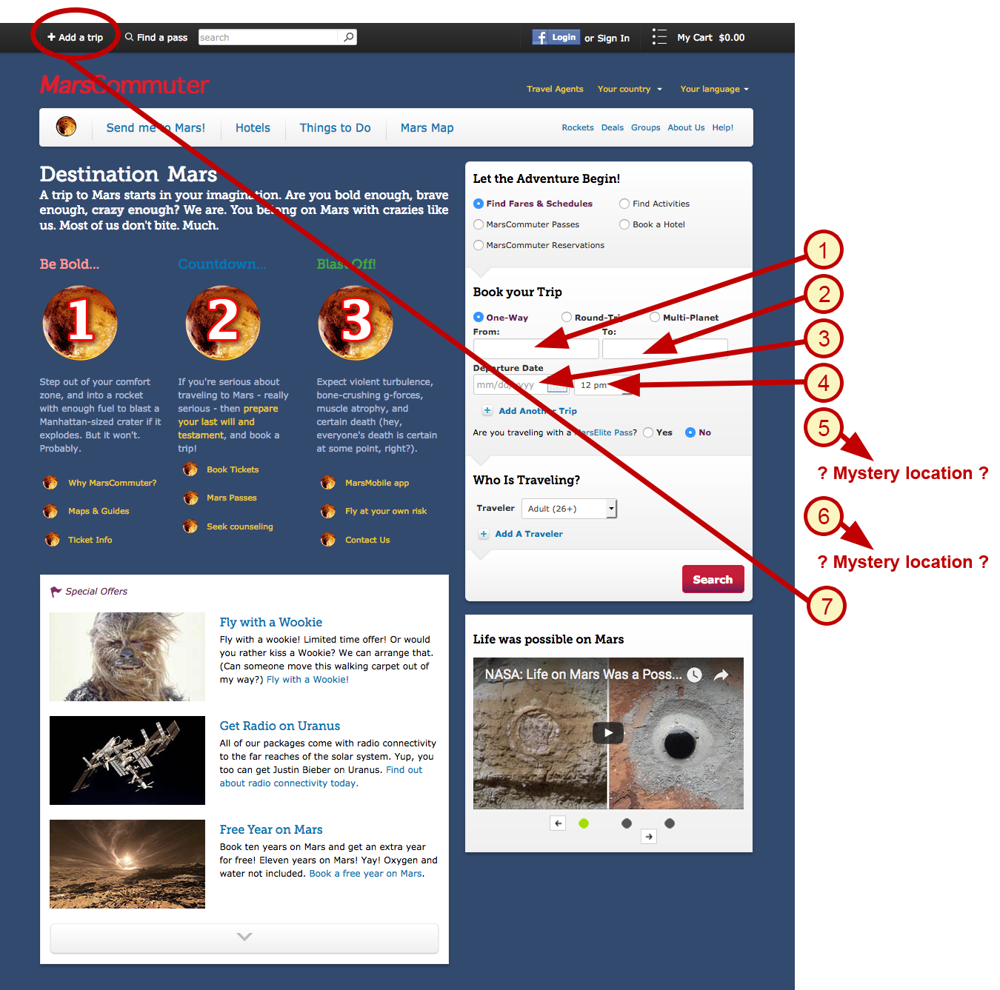 Add a trip
Find a pass
search
f Login
or Sign In
My Cart $0.00
MarsCommuter
Travel Agents
Your country
Your language
Send me to Mars!
Hotels
Things to Do
Mars Map
Rockets
Deals
Groups
About Us
Help!
Destination Mars
A trip to Mars starts in your imagination. Are you bold enough, brave
enough, crazy enough? We are. You belong on Mars with crazies like
us. Most of us don't bite. Much.
Be Bold...
1
Step out of your comfort
zone, and into a rocket
with enough fuel to blast a
Manhattan-sized crater if it
explodes. But it won't.
Probably.
Why MarsCommuter?
Maps & Guides
Ticket Info
Countdown...
2
If you're serious about
traveling to Mars - really
serious - then prepare
your last will and
testament, and book a
trip!
Book Tickets
Mars Passes
Seek counseling
Blast Off!
3
Expect violent turbulence,
bone-crushing g-forces,
muscle atrophy, and
certain death (hey,
everyone's death is certain
at some point, right?).
MarsMobile app
Fly at your own risk
Contact Us
Let the Adventure Begin!
Find Fares & Schedules
Find Activities
MarsCommuter Passes
Book a Hotel
MarsCommuter Reservations
Book your Trip
One-Way
Round-Trip
Multi-Planet
From:
To:
Departure Date
mm/dd/yyyy
12 pm
Add Another Trip
Are you traveling with a MarsElite Pass?
Yes
No
Who Is Traveling?
Traveler
Adult (26+)
Add A Traveler
Search
1
2
3
4
5
? Mystery location ?
6
? Mystery location ?
7
Special Offers
Fly with a Wookie
Fly with a wookie! Limited time offer! Or would
you rather kiss a Wookie? We can arrange that.
(Can someone move this walking carpet out of
my way?) Fly with a Wookie!
Get Radio on Uranus
All of our packages come with radio connectivity
to the far reaches of the solar system. Yup, you
too can get Justin Bieber on Uranus. Find out
about radio connectivity today.
Free Year on Mars
Book ten years on Mars and get an extra year
for free! Eleven years on Mars! Yay! Oxygen and
water not included. Book a free year on Mars.
Life was possible on Mars
NASA: Life on Mars Was a Poss...